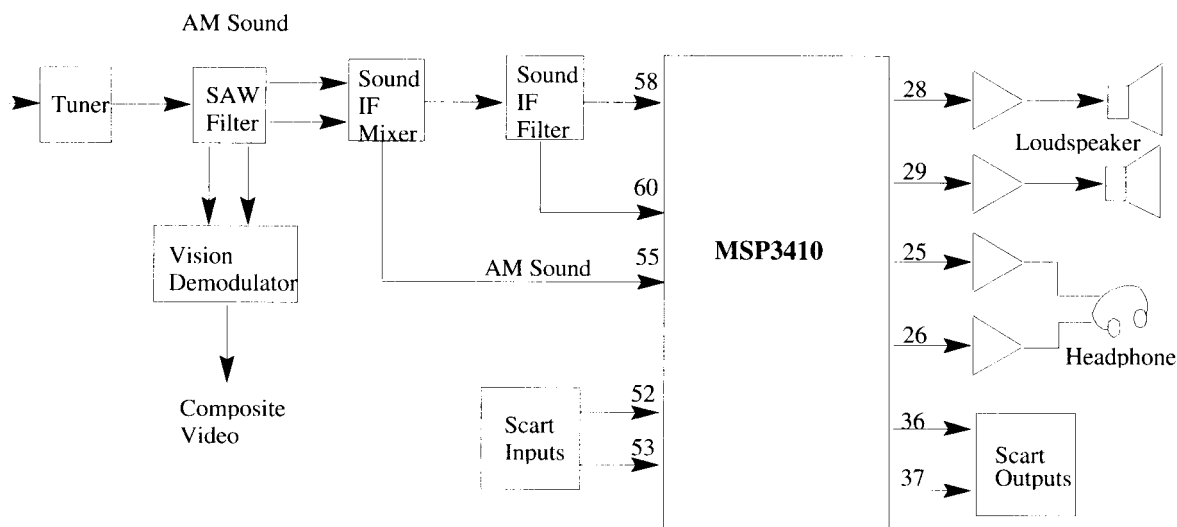 AM Sound
Tuner
SAW
Filter
Sound
IF
Mixer
Sound
IF
Filter
58
60
55
AM Sound
Vision
Demodulator
Composite
Video
Scart
Inputs
52
53
MSP3410
28
Loudspeaker
29
25
26
Headphone
36
37
Scart
Outputs